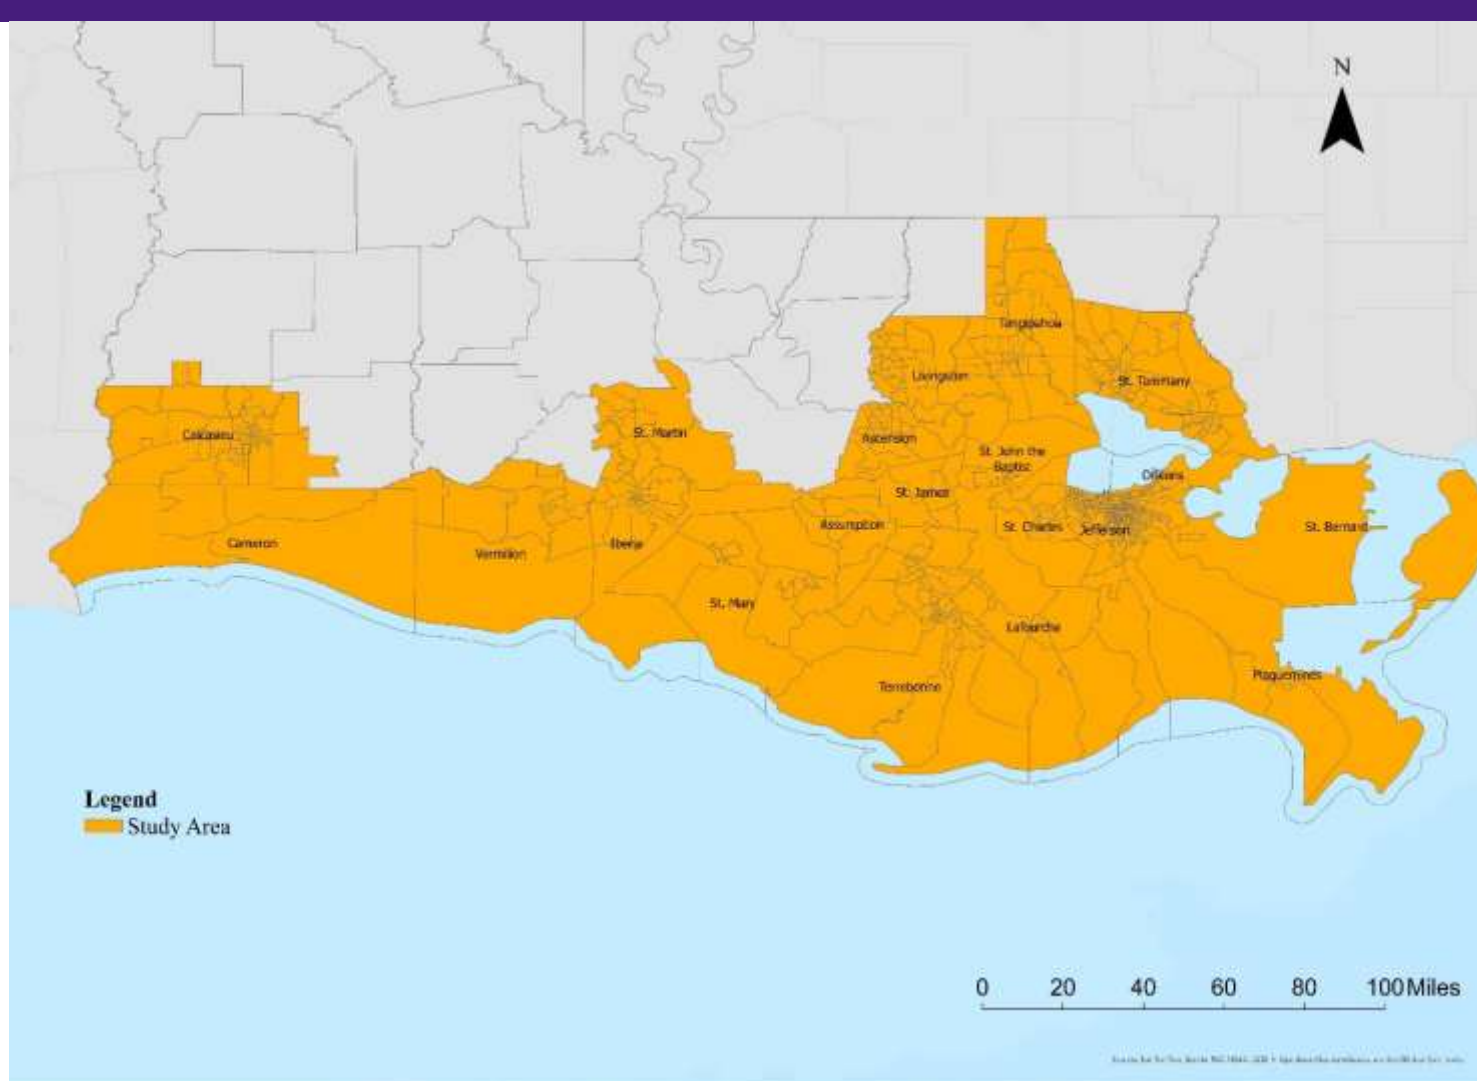 N
Tangipahoa
Livingston
St. Tammany
Calcasieu
St. Martin
Ascension
St. John the
Baptist
Orleans
St. James
Assumption
St. Charles
Jefferson
St. Bernard
Cameron
Vermilion
Iberia
St. Mary
Lafourche
Terrebonne
Plaquemines
Legend
Study Area
0 20 40 60 80 100 Miles